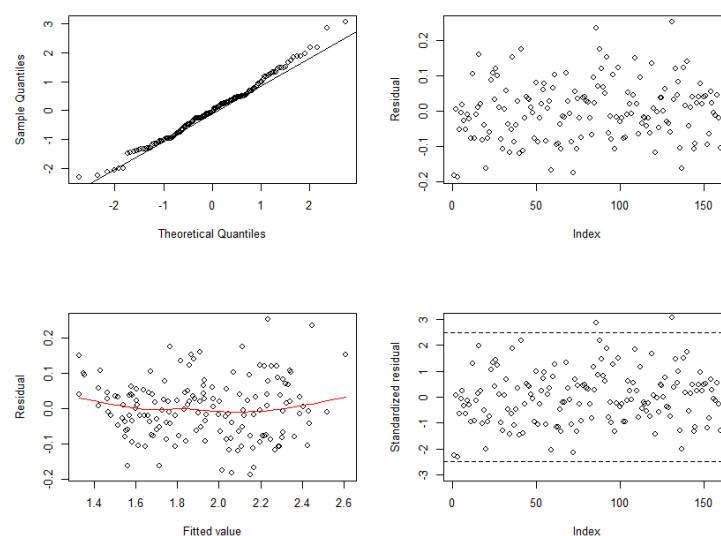 Sample Quantiles
3
2
1
0
-1
-2
-2 -1 0 1 2
Theoretical Quantiles
Residual
0.2
0.1
0.0
-0.1
-0.2
0 50 100 150
Index
Residual
0.2
0.1
0.0
-0.1
-0.2
1.4 1.6 1.8 2.0 2.2 2.4 2.6
Fitted value
Standardized residual
3
2
1
0
-1
-3
0 50 100 150
Index